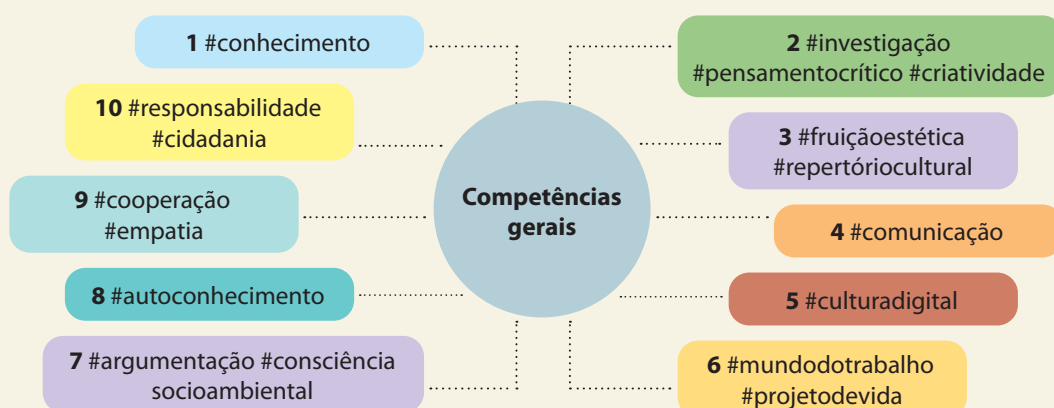 Competências
gerais
1 #conhecimento
2 #investigação
#pensamentocrítico #criatividade
3 #fruiçãoestética
#repertóriocultural
4 #comunicação
5 #culturadigital
6 #mundodotrabalho
#projetodevida
7 #argumentação #consciência
socioambiental
8 #autoconhecimento
9 #cooperação
#empatia
10 #responsabilidade
#cidadania